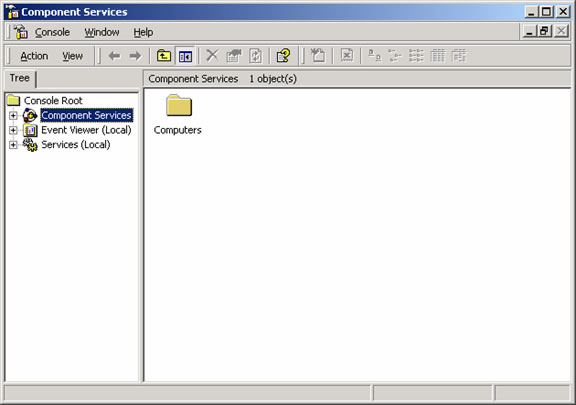 Component Services
Console Window Help
Action View
Tree
Component Services 1 object(s)
Console Root
Component Services
Event Viewer (Local)
Services (Local)
Computers